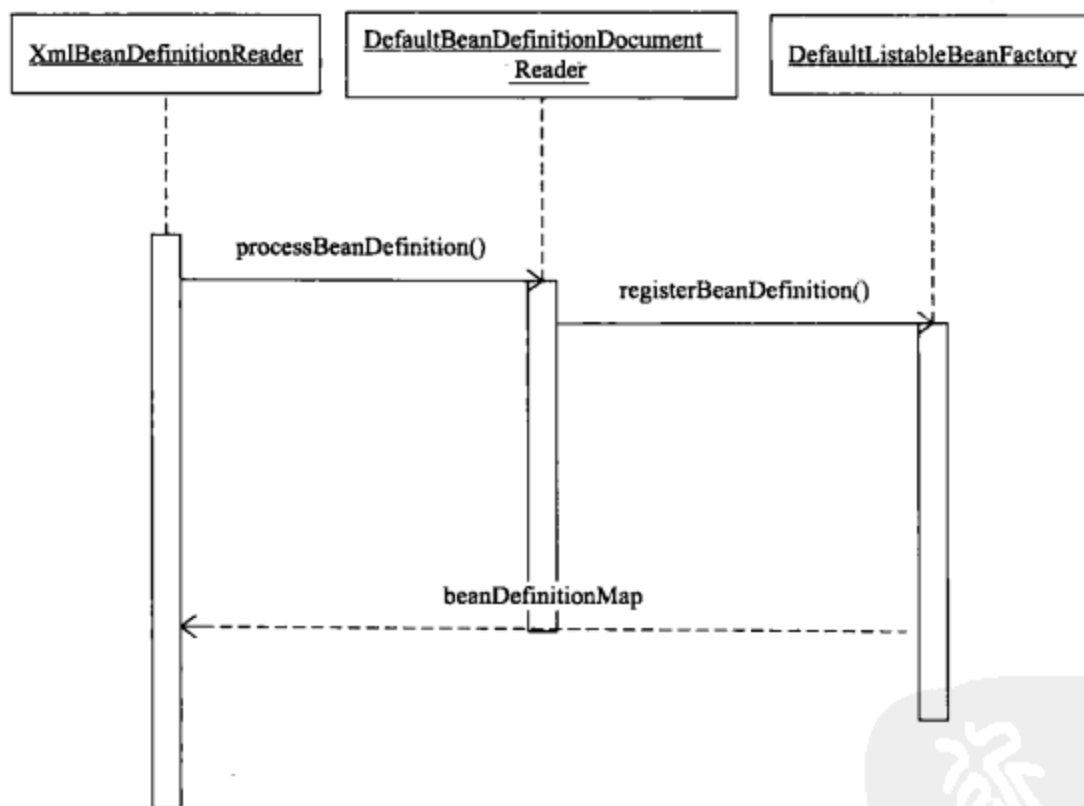 XmlBeanDefinitionReader
DefaultBeanDefinitionDocument
Reader
DefaultListableBeanFactory
processBeanDefinition()
registerBeanDefinition()
beanDefinitionMap